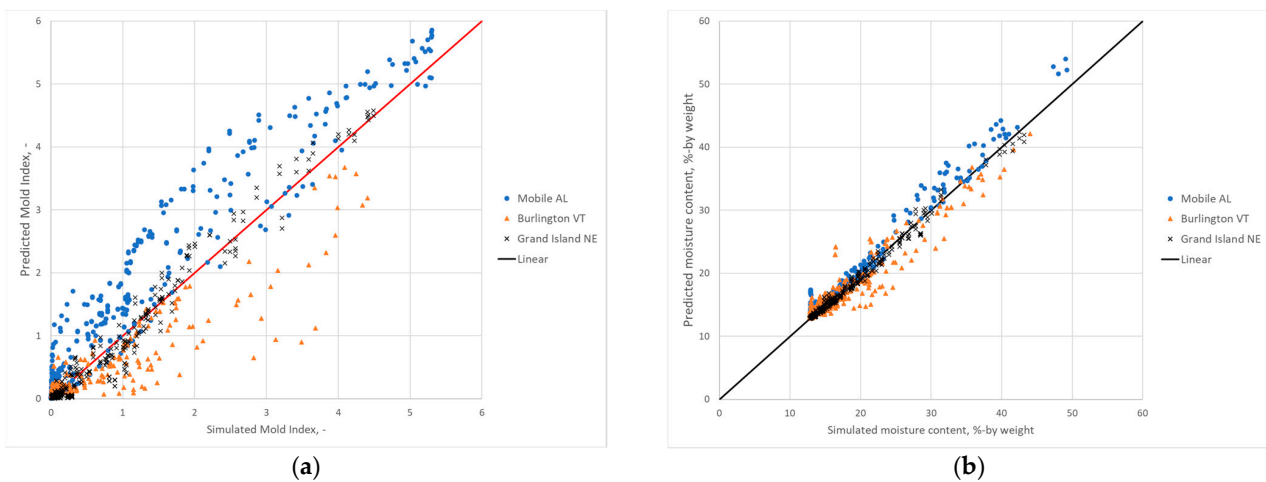 6
5
4
3
2
1
0
Predicted Mold Index, -
0 1 2 3 4 5 6
Simulated Mold Index, -
Mobile AL
Burlington VT
Grand Island NE
Linear
(a)
60
50
40
30
20
10
0
Predicted moisture content, %-by weight
0 10 20 30 40 50 60
Simulated moisture content, %-by weight
Mobile AL
Burlington VT
Grand Island NE
Linear
(b)